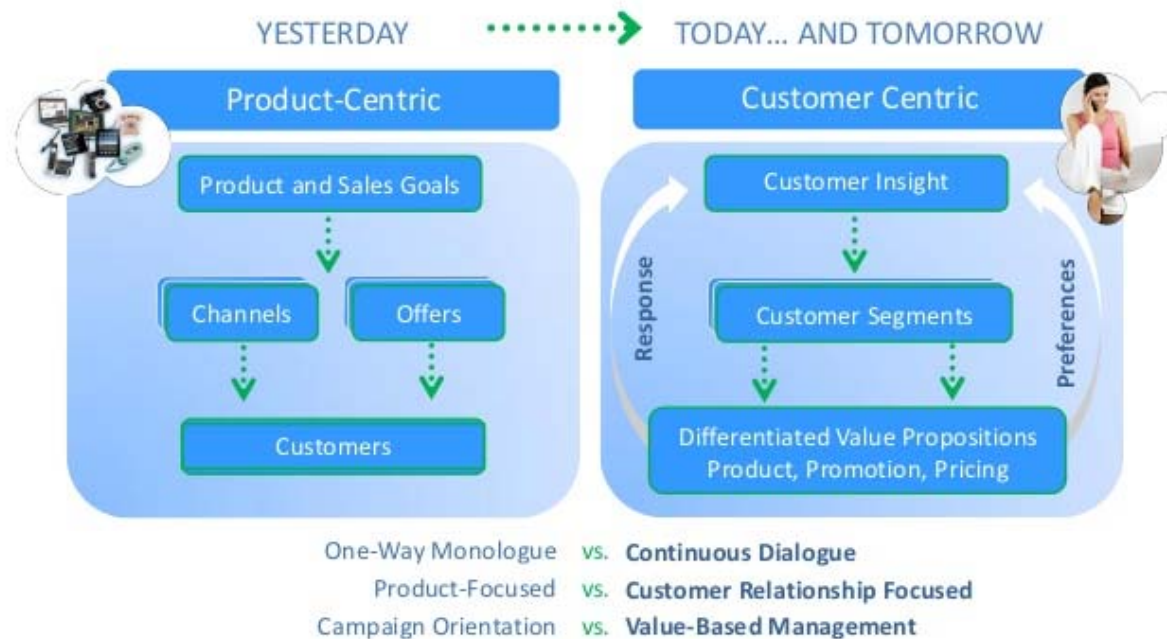 YESTERDAY
TODAY... AND TOMORROW
Product-Centric
Customer Centric
Product and Sales Goals
Channels
Offers
Customers
Customer Insight
Response
Customer Segments
Preferences
Differentiated Value Propositions
Product, Promotion, Pricing
One-Way Monologue vs. Continuous Dialogue
Product-Focused vs. Customer Relationship Focused
Campaign Orientation vs. Value-Based Management